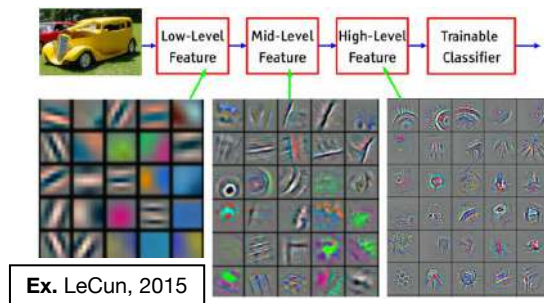 Low-Level
Feature
Mid-Level
Feature
High-Level
Feature
Trainable
Classifier
Ex. LeCun, 2015